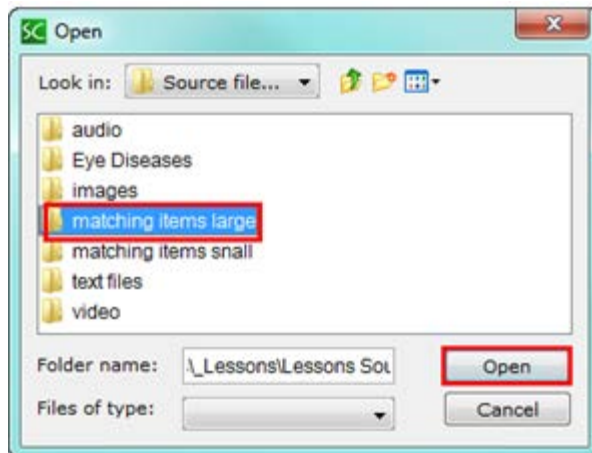 SC Open
Look in: Source file...
audio
Eye Diseases
images
matching items large
matching items snall
text files
video
Folder name: .\_Lessons\Lessons Sou Open
Files of type: Cancel